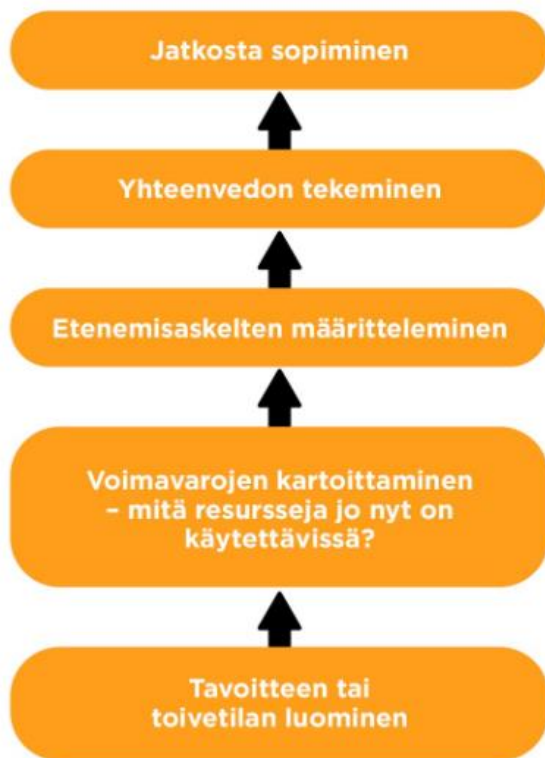 Jatkosta sopiminen
Yhteenvedon tekeminen
Etenemisaskelten määritteleminen
Voimavarojen kartoittaminen
– mitä resursseja jo nyt on
käytettävissä?
Tavoitteen tai
toivetilan luominen